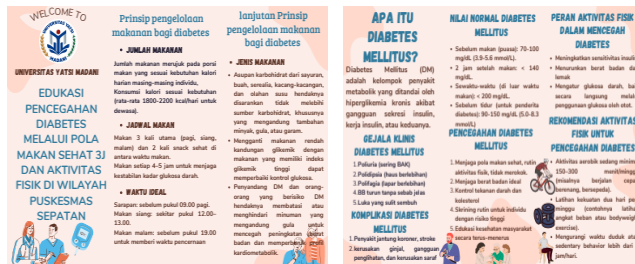 WELCOME TO
UNIVERSITAS YATSI MADANI
EDUKASI
PENCEGAHAN
DIABETES
MELALUI POLA
MAKAN SEHAT 3J
DAN AKTIVITAS
FISIK DI WILAYAH
PUSKESMAS
SEPATAN
Prinsip pengelolaan
makanan bagi diabetes
• JUMLAH MAKANAN
Jumlah makanan merujuk pada porsi
makan yang sesuai kebutuhan kalori
harian masing-masing individu.
Konsumsi kalori sesuai kebutuhan
(rata-rata 1800-2200 kkal/hari untuk
dewasa).
• JADWAL MAKAN
Makan 3 kali utama (pagi, siang,
malam) dan 2 kali snack sehat di
antara waktu makan.
Makan setiap 4-5 jam untuk menjaga
kestabilan kadar glukosa darah.
• WAKTU IDEAL
Sarapan: sebelum pukul 09.00 pagi.
Makan siang: sekitar pukul 12.00-
13.00.
Makan malam: sebelum pukul 19.00
untuk memberi waktu pencernaan
lanjutan Prinsip
pengelolaan makanan
bagi diabetes
• JENIS MAKANAN
• Asupan karbohidrat dari sayuran,
buah, serealia, kacang-kacangan,
dan olahan susu hendaknya
disarankan tidak melebihi
sumber karbohidrat, khususnya
yang mengandung tambahan
minyak, gula, atau garam.
• Mengganti makanan rendah
kandungan glikemik dengan
makanan yang memiliki indeks
glikemik tinggi dapat
memperbaiki kontrol glukosa.
• Penyandang DM dan orang-
orang yang berisiko DM
hendaknya membatasi atau
menghindari minuman yang
mengandung gula untuk
mencegah peningkatan berat
badan dan memperbaiki profil
kardiometabolik.
APA ITU
DIABETES
MELLITUS?
Diabetes Mellitus (DM)
adalah kelompok penyakit
metabolik yang ditandai oleh
hiperglikemia kronis akibat
gangguan sekresi insulin,
kerja insulin, atau keduanya.
GEJALA KLINIS
DIABETES MELLITUS
1. Poliuria (sering BAK)
2. Polidipsia (haus berlebihan)
3. Polifagia (lapar berlebihan)
4. BB turun tanpa sebab jelas
5. Luka yang sulit sembuh
KOMPLIKASI DIABETES
MELLITUS
1. Penyakit jantung koroner, stroke
2. kerusakan ginjal, gangguan
penglihatan, dan kerusakan saraf
NILAI NORMAL DIABETES
MELLITUS
• Sebelum makan (puasa): 70-100
mg/dL (3.9-5.6 mmol/L).
• 2 jam setelah makan: < 140
mg/dL.
• Sewaktu-waktu (di luar waktu
makan): < 200 mg/dL.
• Sebelum tidur (untuk penderita
diabetes): 90-150 mg/dL (5.0-8.3
mmol/L)
PENCEGAHAN DIABETES
MELLITUS
1. Menjaga pola makan sehat, rutin
aktivitas fisik, tidak merokok.
2. Menjaga berat badan ideal
3. Kontrol tekanan darah dan
kolesterol
4. Skrining rutin untuk individu
dengan risiko tinggi
5. Edukasi kesehatan masyarakat
secara terus-menerus
PERAN AKTIVITAS FISIK
DALAM MENCEGAH
DIABETES
• Meningkatkan sensitivitas insulin
• Menurunkan berat badan dan
lemak
• Mengatur glukosa darah,
secara langsung
penggunaan glukosa oleh otot.
REKOMENDASI AKTIVITAS
FISIK UNTUK
PENCEGAHAN DIABETES
• Aktivitas aerobik sedang minimal
150-300
(misalnya berjalan
berenang, bersepeda).
• Latihan kekuatan dua hari per
minggu (contohnya latihan
angkat beban atau bodyweight
exercise).
• Mengurangi waktu duduk atau
sedentary behavior lebih dari
jam/hari.